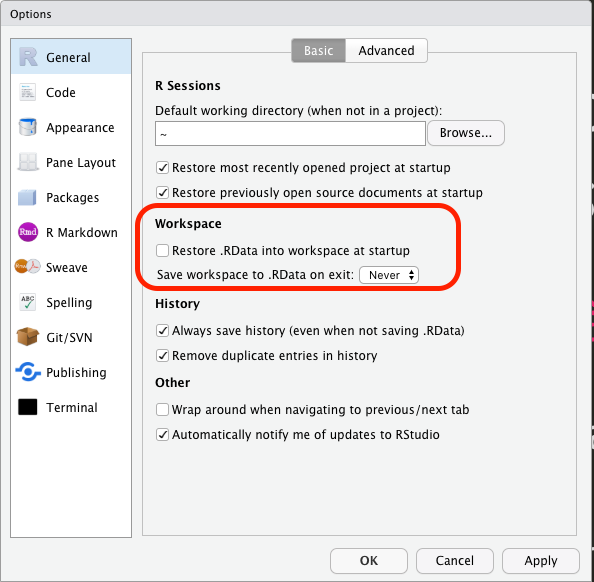 Options
General
Code
Appearance
Pane Layout
Packages
Rmd R Markdown
Sweave
ABC Spelling
Git/SVN
Publishing
Terminal
Basic Advanced
R Sessions
Default working directory (when not in a project):
~ Browse...
Restore most recently opened project at startup
Restore previously open source documents at startup
Workspace
Restore .RData into workspace at startup
Save workspace to .RData on exit: Never
History
Always save history (even when not saving .RData)
Remove duplicate entries in history
Other
Wrap around when navigating to previous/next tab
Automatically notify me of updates to RStudio
OK Cancel Apply